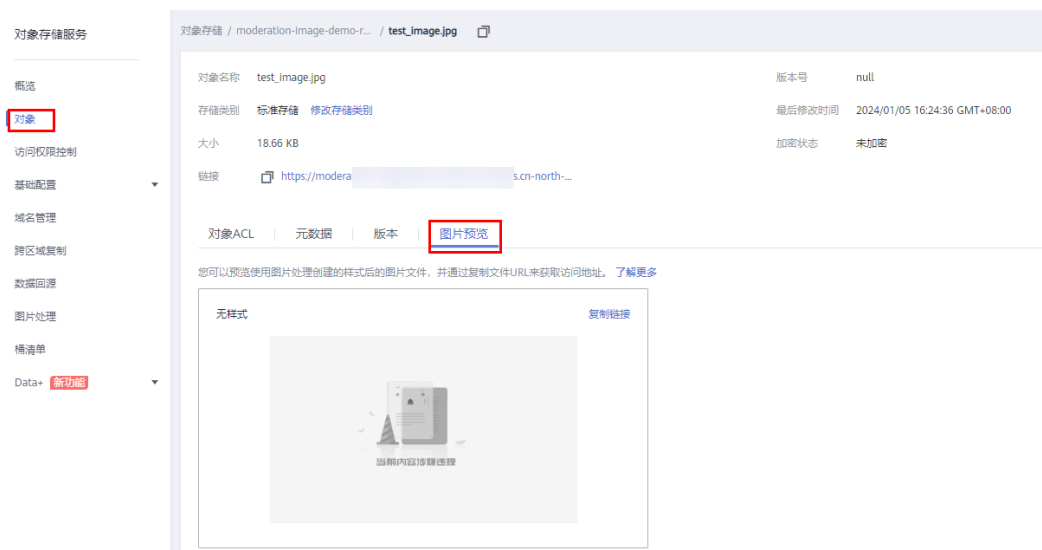 对象存储服务
概览
对象
访问权限控制
基础配置
域名管理
跨区域复制
数据回源
图片处理
桶清单
Data+ 新功能
对象存储 / moderation-image-demo-r... / test_image.jpg
对象名称 test_image.jpg
版本号 null
存储类别 标准存储 修改存储类别
最后修改时间 2024/01/05 16:24:36 GMT+08:00
大小 18.66 KB
加密状态 未加密
链接 https://modera s.cn-north-...
对象ACL 元数据 版本 图片预览
您可以预览使用图片处理创建的样式后的图片文件，并通过复制文件URL来获取访问地址。 了解更多
无样式 复制链接
当前内容涉嫌违规